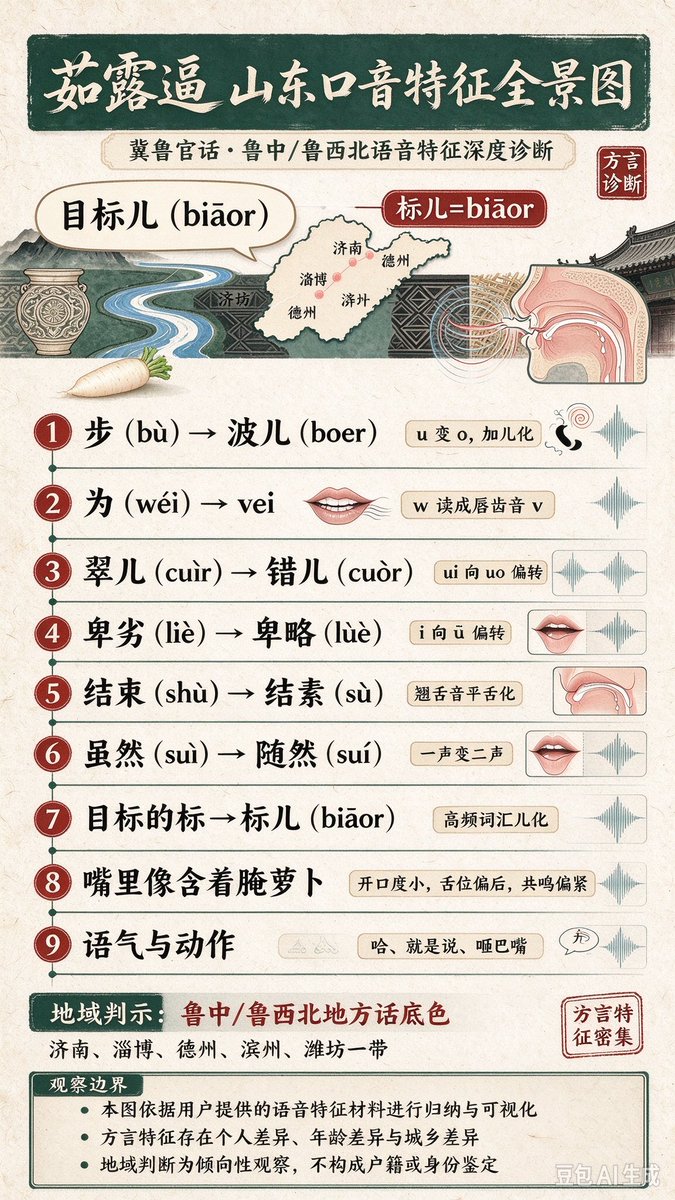 茹露逼 山东口音特征全景图
冀鲁官话·鲁中/鲁西北语音特征深度诊断
方言
诊断
目标儿 (biāor)
标儿=biāor
济南
德州
淄博
德州
济坊
1 步 (bù) → 波儿 (boer) u 变 o, 加儿化
2 为 (wéi) → vei w 读成唇齿音 v
3 翠儿 (cuìr) → 错儿 (cuòr) ui 向 uo 偏转
4 卑劣 (liè) → 卑略 (lùè) i 向 ū 偏转
5 结束 (shù) → 结素 (sù) 翘舌音平舌化
6 虽然 (suì) → 随然 (suí) 一声变二声
7 目标的标→标儿 (biāor) 高频词汇儿化
8 嘴里像含着腌萝卜 开口度小，舌位偏后，共鸣偏紧
9 语气与动作 哈、就是说、咂巴嘴
地域判示：鲁中/鲁西北地方话底色
济南、淄博、德州、滨州、潍坊一带
方言特
征密集
观察边界
• 本图依据用户提供的语音特征材料进行归纳与可视化
• 方言特征存在个人差异、年龄差异与城乡差异
• 地域判断为倾向性观察，不构成户籍或身份鉴定
豆包AI生成